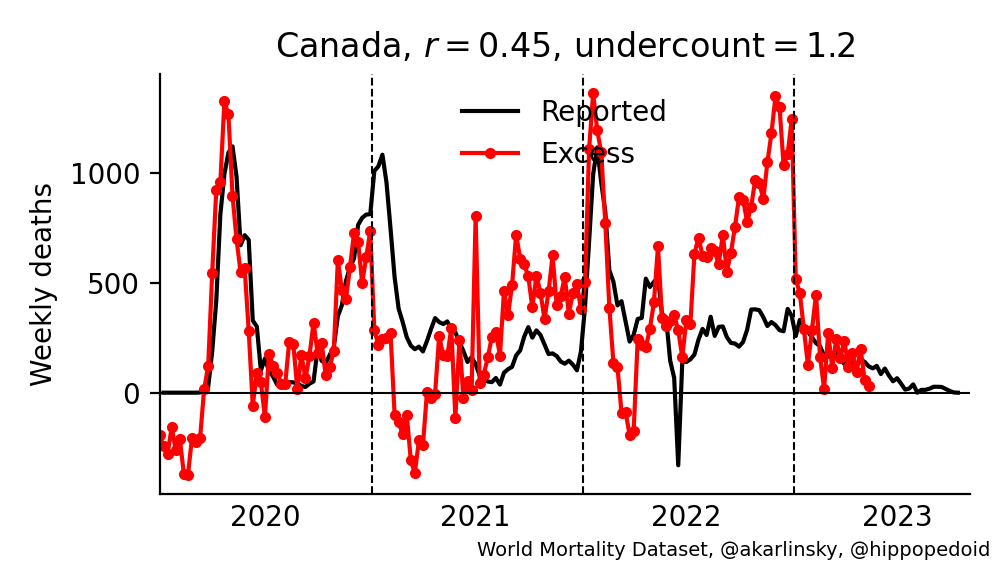 Canada, r = 0.45, undercount = 1.2
Reported
Excess
Weekly deaths
1000
500
0
2020 2021 2022 2023
World Mortality Dataset, @akarlinsky, @hippopedoid